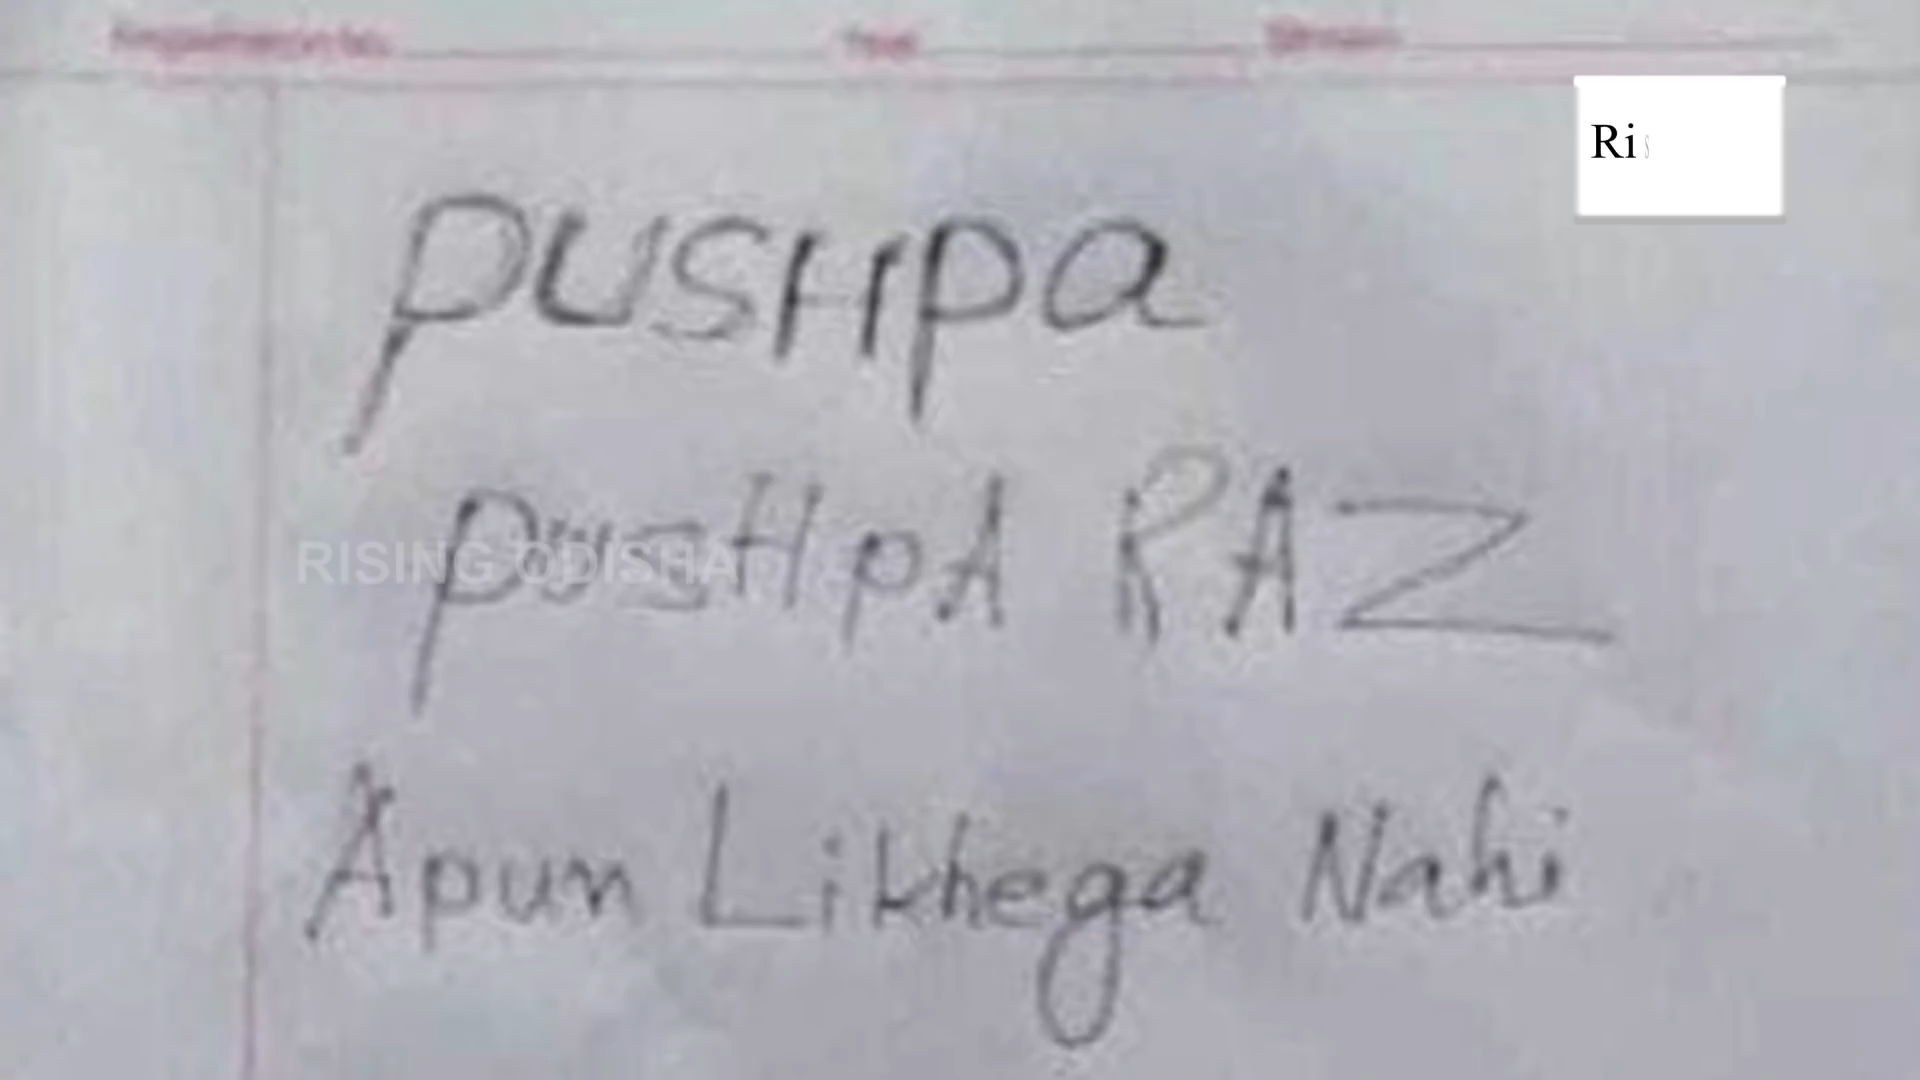 Ri
PUSHPA
PUSHPA RAZ
RISING ODISHA
Apun Likhega Nahi